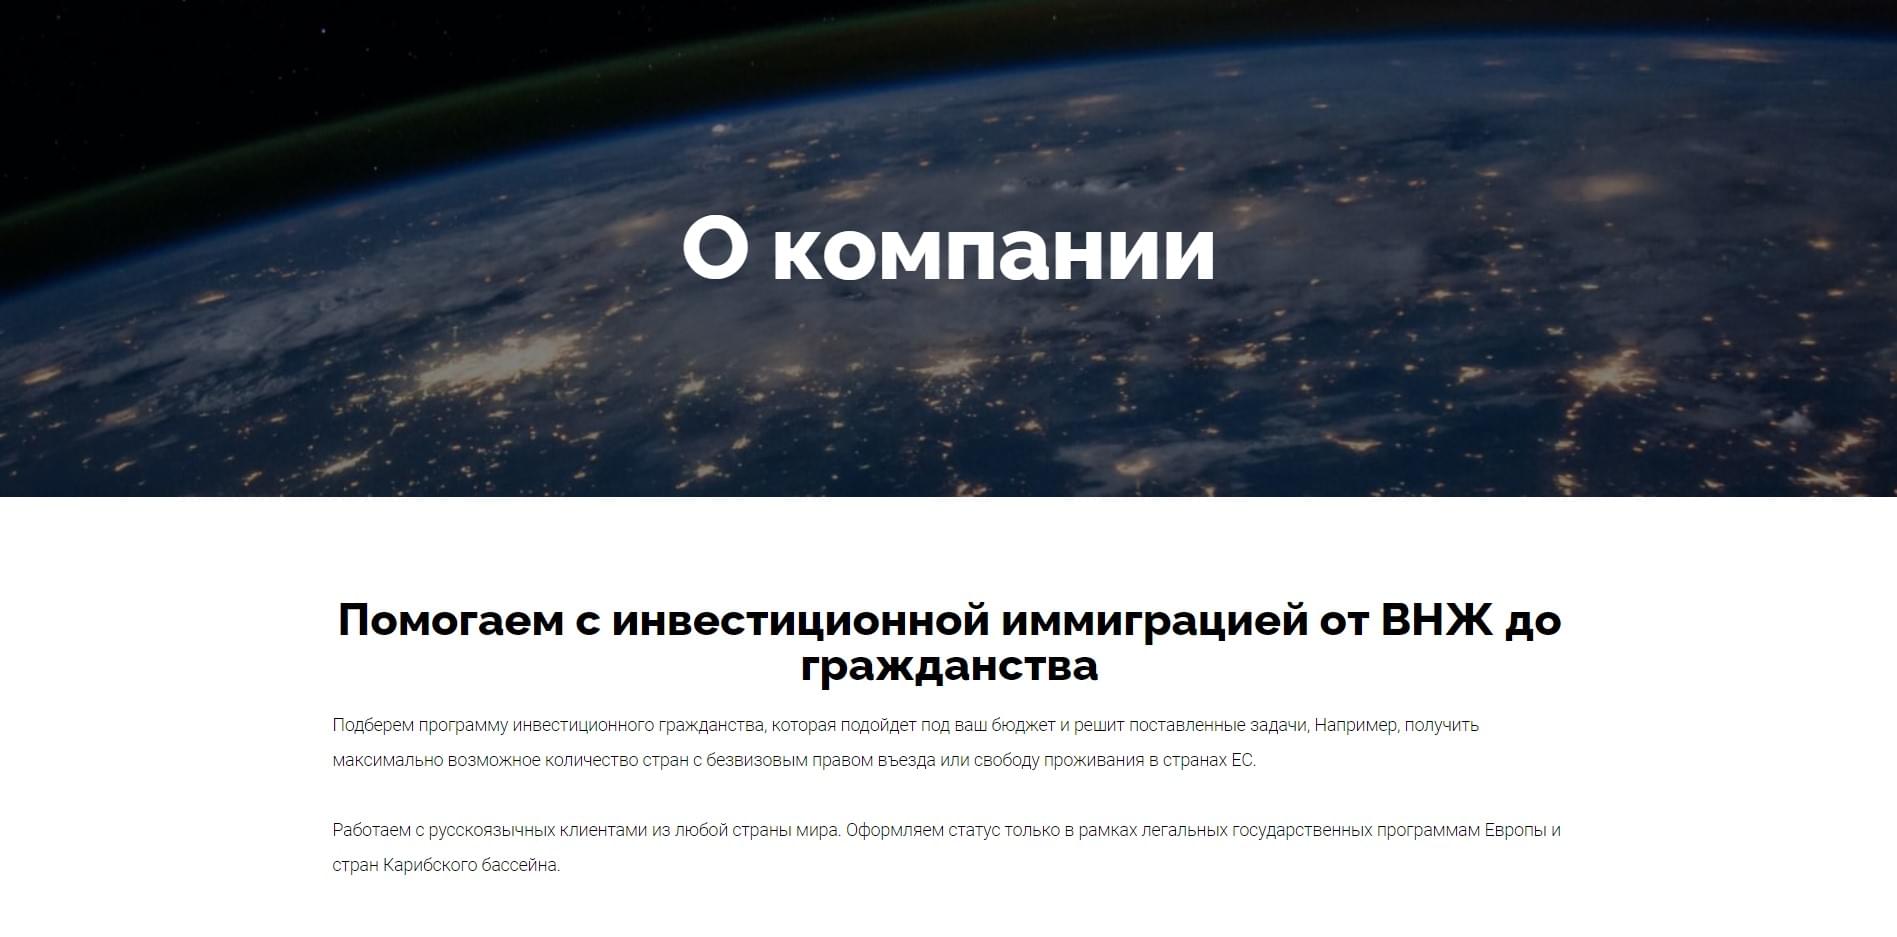 О компании
Помогаем с инвестиционной иммиграцией от ВНЖ до
гражданства
Подберем программу инвестиционного гражданства, которая подойдет под ваш бюджет и решит поставленные задачи, Например, получить
максимально возможное количество стран с безвизовым правом въезда или свободу проживания в странах ЕС.
Работаем с русскоязычных клиентами из любой страны мира. Оформляем статус только в рамках легальных государственных программам Европы и
стран Карибского бассейна.